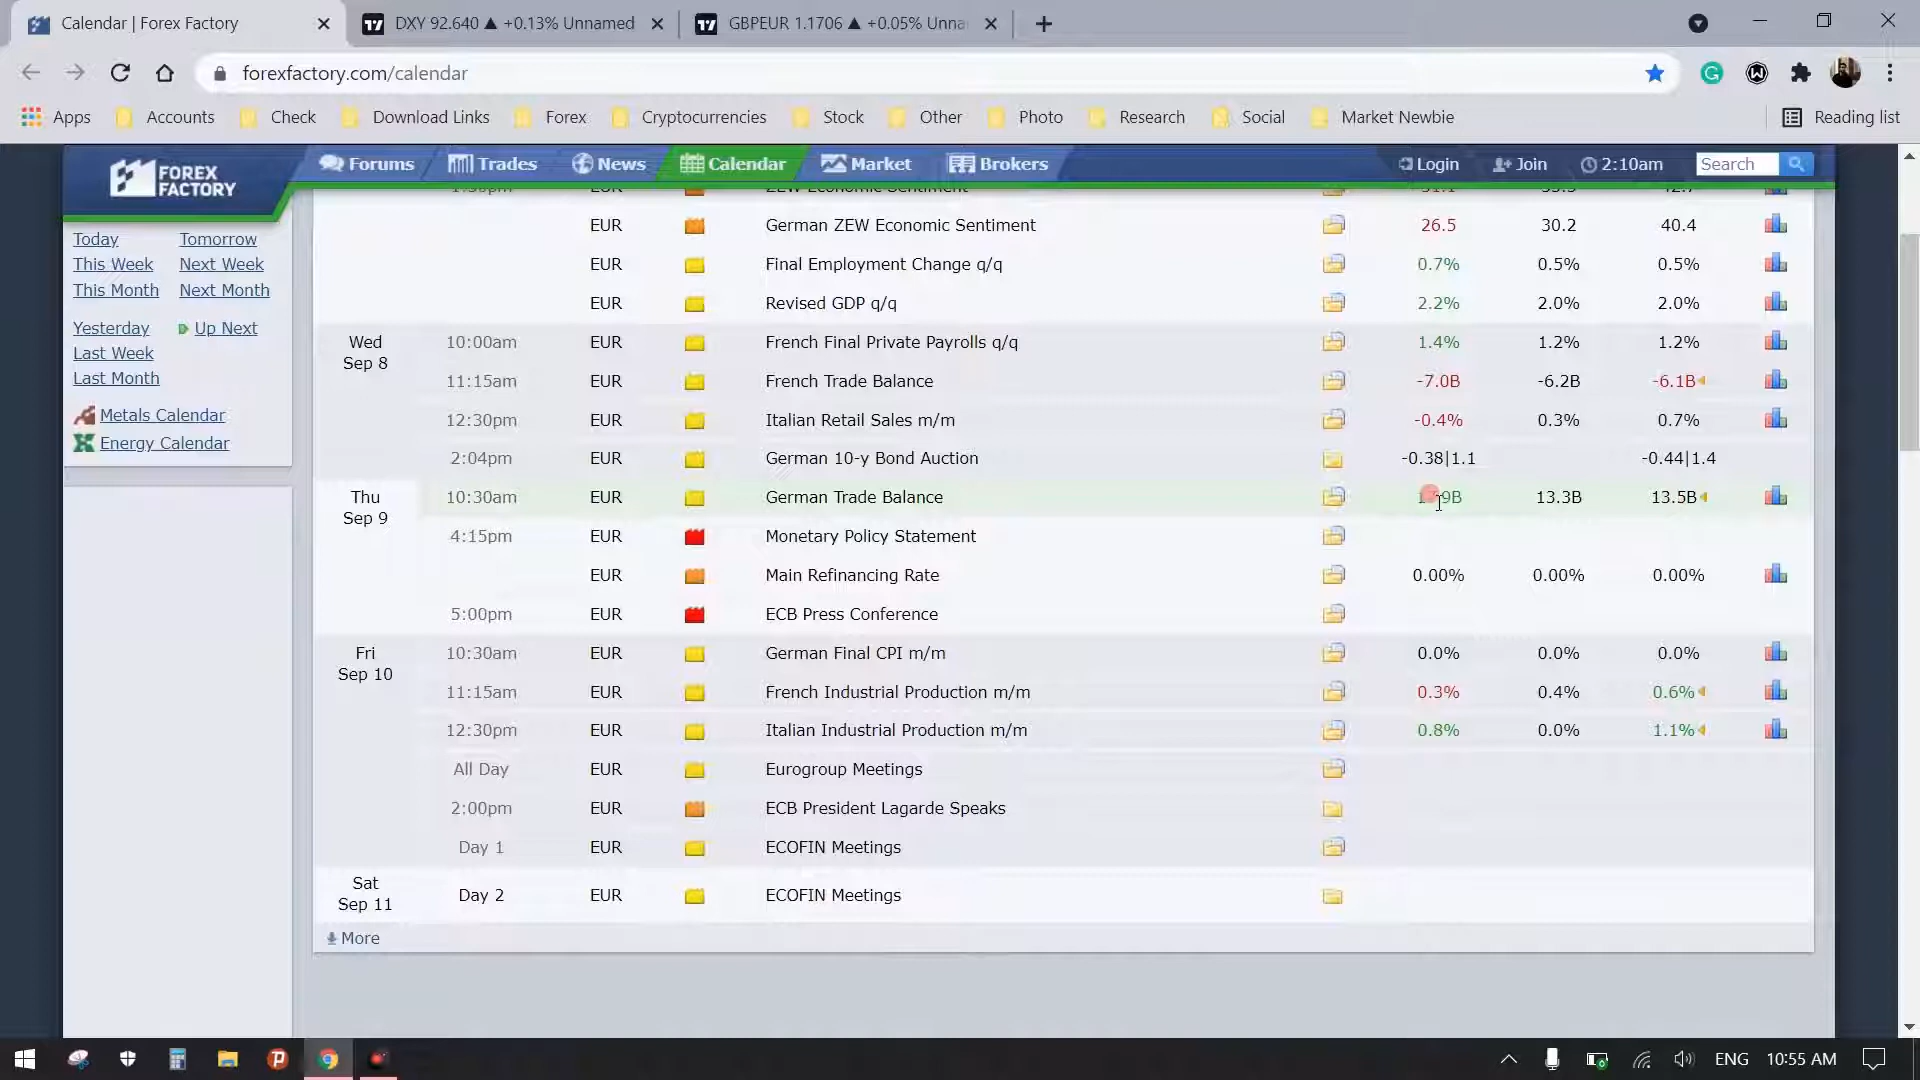 Calendar | Forex Factory
DXY 92.640 ▲ +0.13% Unnamed
GBPEUR 1.1706 ▲ +0.05% Unna
forexfactory.com/calendar
Apps Accounts Check Download Links Forex Cryptocurrencies Stock Other Photo Research Social Market Newbie Reading list
FOREX FACTORY
Forums Trades News Calendar Market Brokers Login Join 2:10am Search
Today Tomorrow
This Week Next Week
This Month Next Month
Yesterday Up Next
Last Week
Last Month
Metals Calendar
Energy Calendar
ZEW Economic Sentiment
EUR German ZEW Economic Sentiment 26.5 30.2 40.4
EUR Final Employment Change q/q 0.7% 0.5% 0.5%
EUR Revised GDP q/q 2.2% 2.0% 2.0%
Wed Sep 8 10:00am EUR French Final Private Payrolls q/q 1.4% 1.2% 1.2%
11:15am EUR French Trade Balance -7.0B -6.2B -6.1B
12:30pm EUR Italian Retail Sales m/m -0.4% 0.3% 0.7%
2:04pm EUR German 10-y Bond Auction -0.38|1.1 -0.44|1.4
Thu Sep 9 10:30am EUR German Trade Balance 13.3B 13.5B
4:15pm EUR Monetary Policy Statement
EUR Main Refinancing Rate 0.00% 0.00% 0.00%
5:00pm EUR ECB Press Conference
Fri Sep 10 10:30am EUR German Final CPI m/m 0.0% 0.0% 0.0%
11:15am EUR French Industrial Production m/m 0.3% 0.4% 0.6%
12:30pm EUR Italian Industrial Production m/m 0.8% 0.0% 1.1%
All Day EUR Eurogroup Meetings
2:00pm EUR ECB President Lagarde Speaks
Day 1 EUR ECOFIN Meetings
Sat Sep 11 Day 2 EUR ECOFIN Meetings
More
ENG 10:55 AM